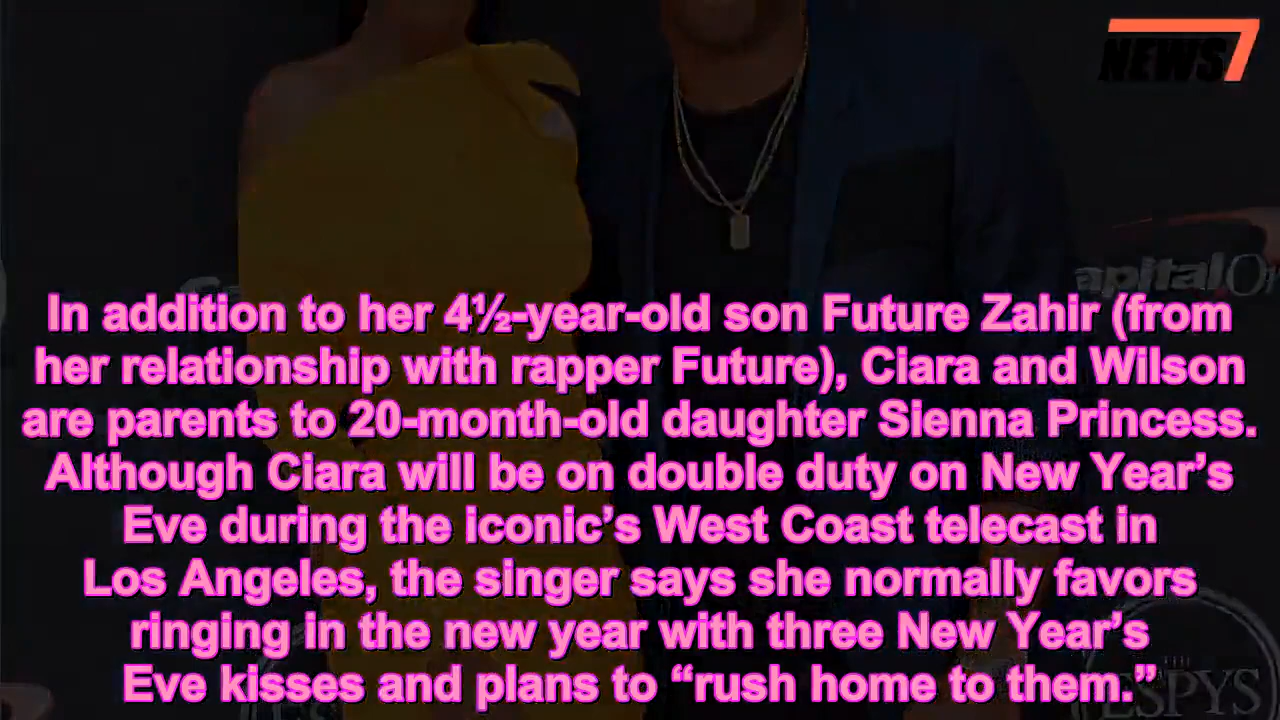 NEWS7
apitalO
In addition to her 4½-year-old son Future Zahir (from
her relationship with rapper Future), Ciara and Wilson
are parents to 20-month-old daughter Sienna Princess.
Although Ciara will be on double duty on New Year’s
Eve during the iconic’s West Coast telecast in
Los Angeles, the singer says she normally favors
ringing in the new year with three New Year’s
Eve kisses and plans to “rush home to them.”
ESPYS